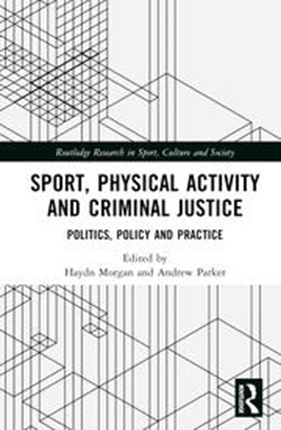 Routledge Research in Sport, Culture and Society
SPORT, PHYSICAL ACTIVITY
AND CRIMINAL JUSTICE
POLITICS, POLICY AND PRACTICE
Edited by
Haydn Morgan and Andrew Parker
R
ROUTLEDGE